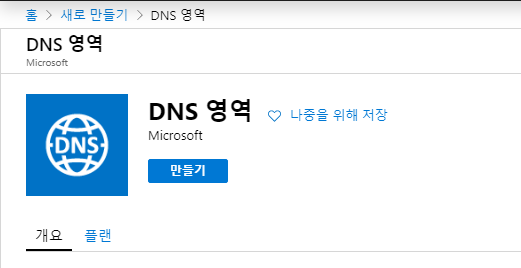 홈 > 새로 만들기 > DNS 영역
DNS 영역
Microsoft
DNS
DNS 영역
나중을 위해 저장
Microsoft
만들기
개요 플랜